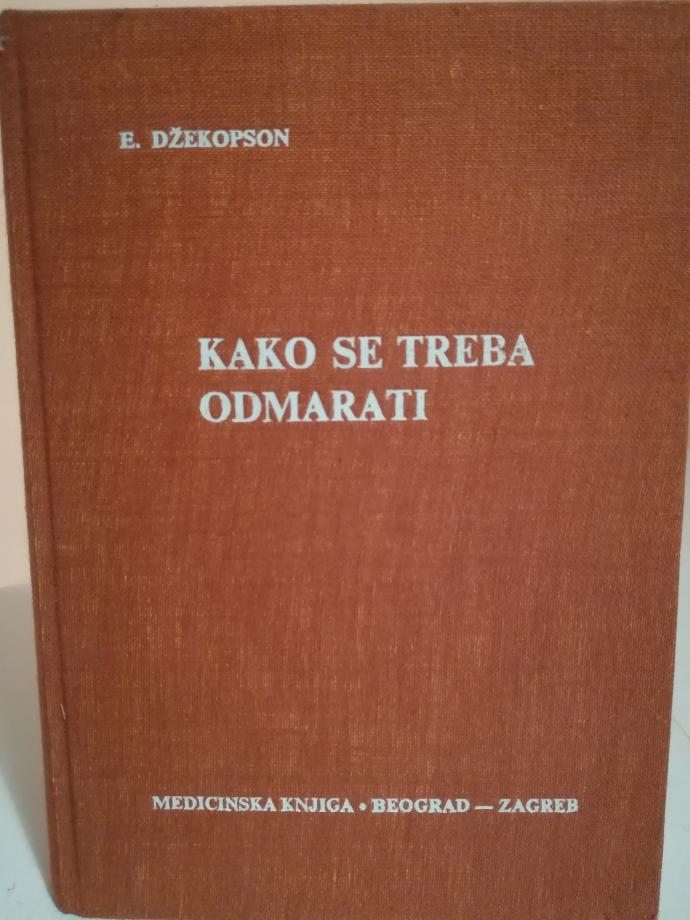 E. DŽEKOPSON
KAKO SE TREBA
ODMARATI
MEDICINSKA KNJIGA • BEOGRAD — ZAGREB